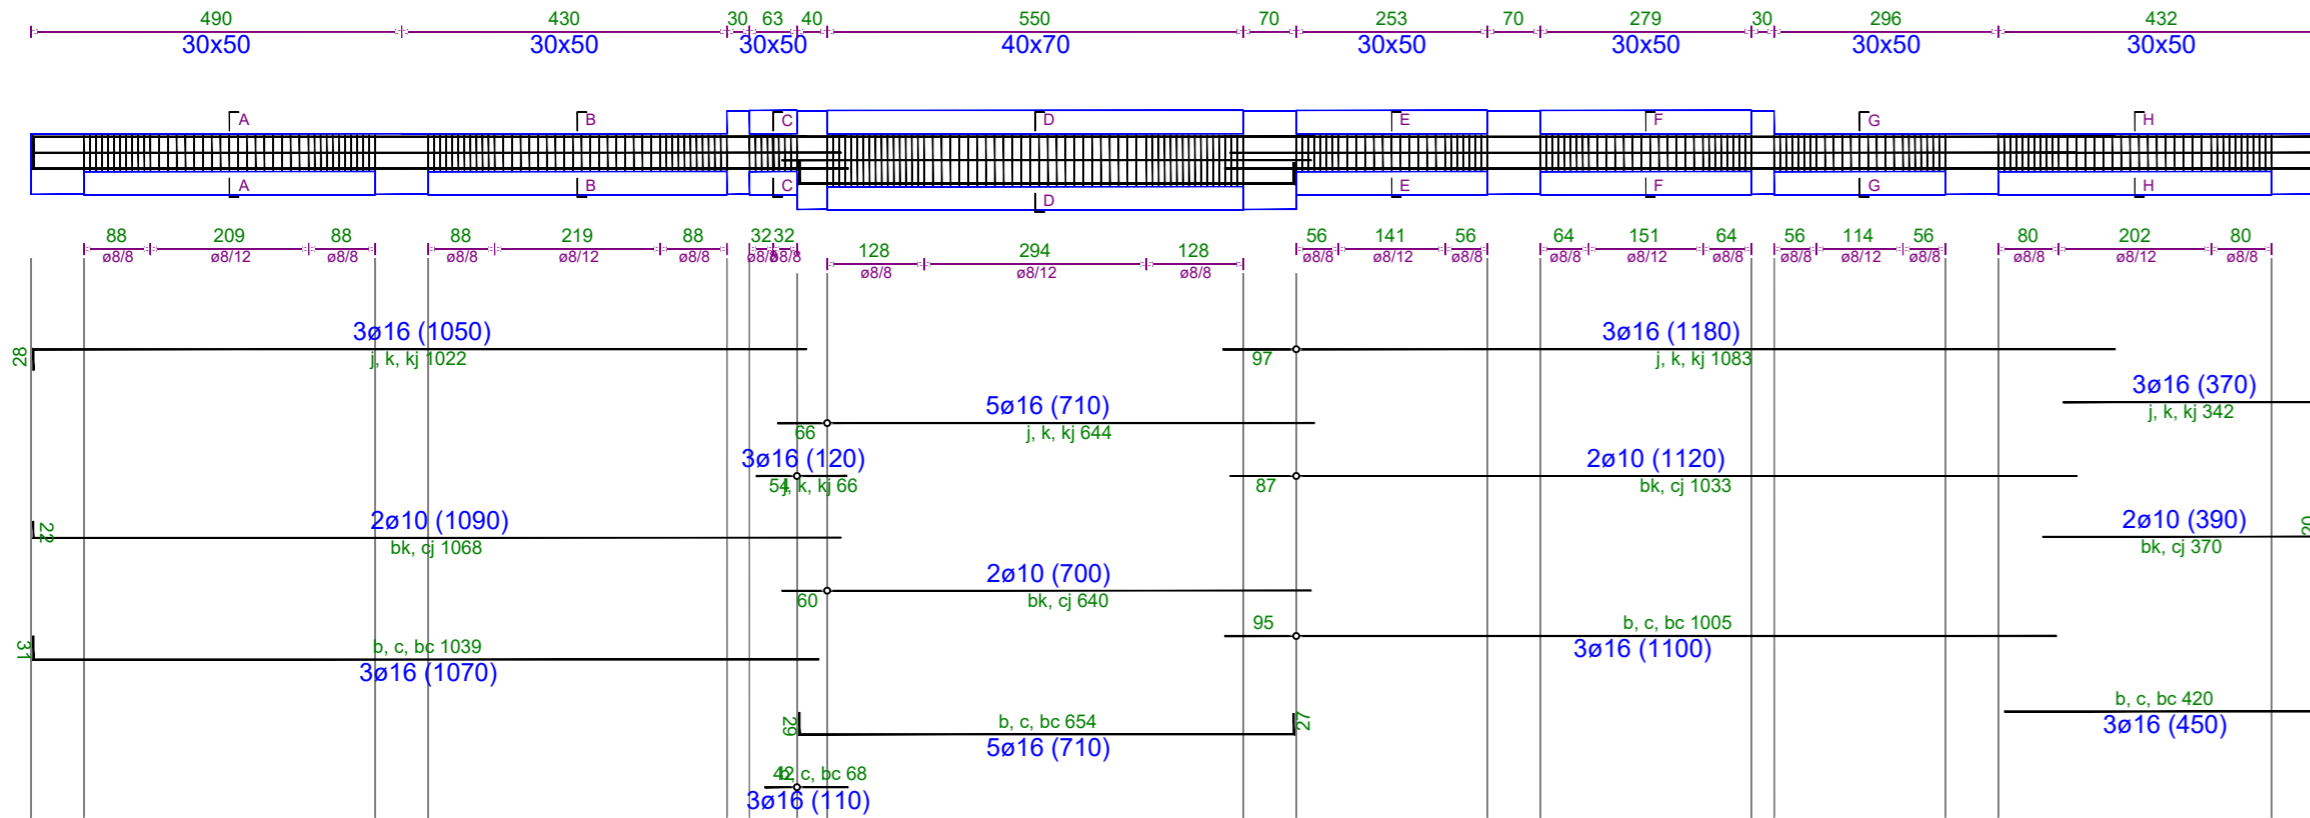 490 430 30 63 40 550 70 253 70 279 30 296 432
30x50 30x50 30x50 40x70 30x50 30x50 30x50 30x50
A B C D E F G H
A B C D E F G H
88 209 88 88 219 88 32 32 128 294 128 56 141 56 64 151 64 56 114 56 80 202 80
ø8/8 ø8/12 ø8/8 ø8/8 ø8/12 ø8/8 ø8/8 ø8/8 ø8/8 ø8/12 ø8/8 ø8/8 ø8/12 ø8/8 ø8/8 ø8/12 ø8/8 ø8/8 ø8/12 ø8/8 ø8/8 ø8/12 ø8/8
3ø16 (1050) 3ø16 (1180)
28 j, k, kj 1022 97 j, k, kj 1083
5ø16 (710) 3ø16 (370)
66 j, k, kj 644 j, k, kj 342
3ø16 (120) 2ø10 (1120)
54 j, k, kj 66 87 bk, cj 1033
2ø10 (1090) 2ø10 (390)
22 bk, cj 1068 bk, cj 370 20
2ø10 (700)
60 bk, cj 640
95 b, c, bc 1005
3ø16 (1100)
31 b, c, bc 1039
3ø16 (1070)
29 b, c, bc 654 27
5ø16 (710)
b, c, bc 420
3ø16 (450)
42 b, c, bc 68
3ø16 (110)